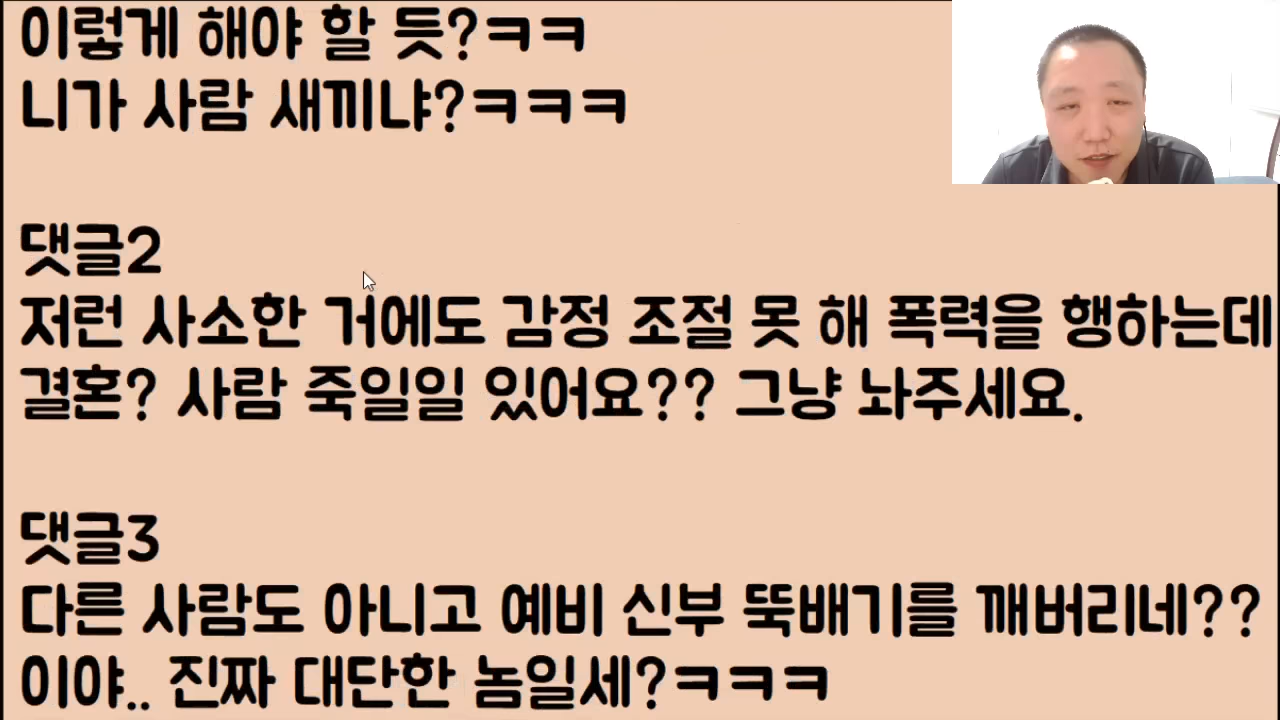 이렇게 해야 할 듯?ㅋㅋ
니가 사람 새끼냐?ㅋㅋㅋ
댓글2
저런 사소한 거에도 감정 조절 못 해 폭력을 행하는데
결혼? 사람 죽일일 있어요?? 그냥 놔주세요.
댓글3
다른 사람도 아니고 예비 신부 뚝배기를 깨버리네??
이야.. 진짜 대단한 놈일세?ㅋㅋㅋ